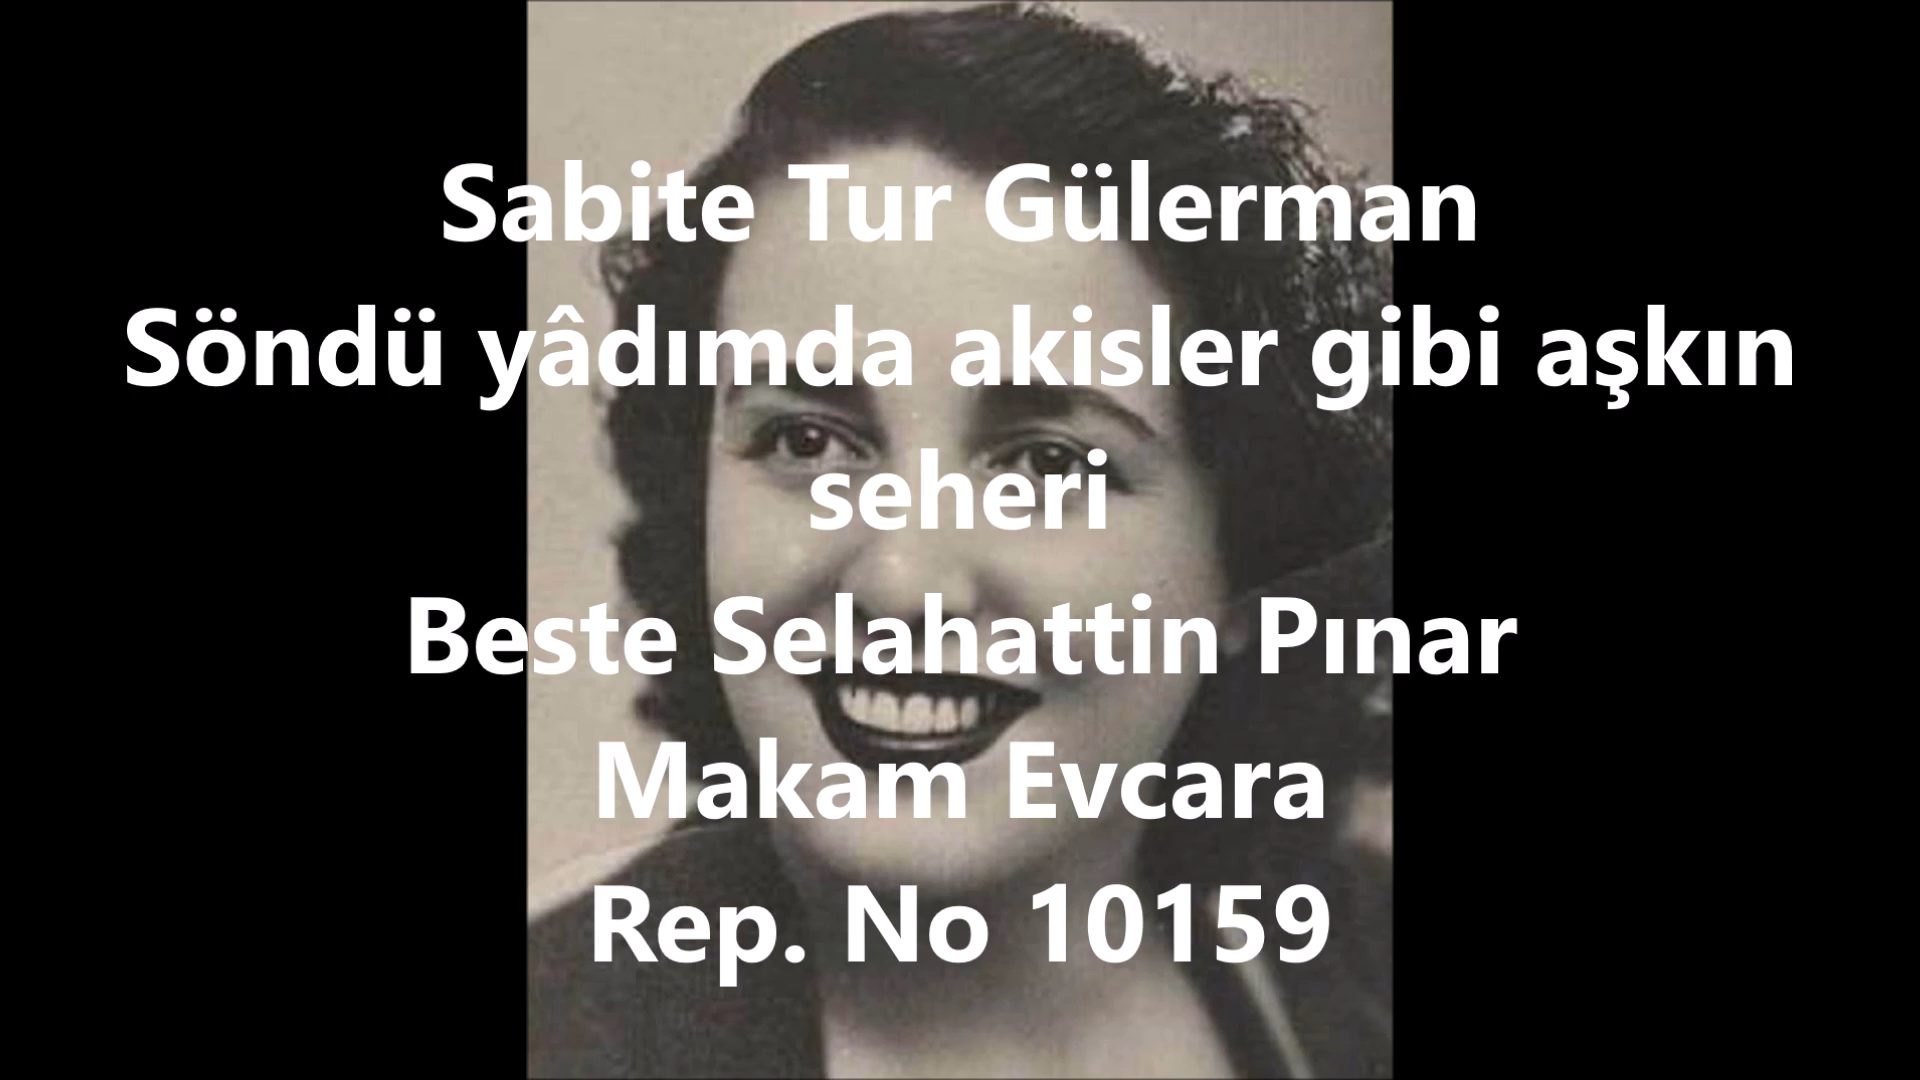 Sabite Tur Gülerman
Söndü yâdımda akisler gibi aşkın
seheri
Beste Selahattin Pınar
Makam Evcara
Rep. No 10159